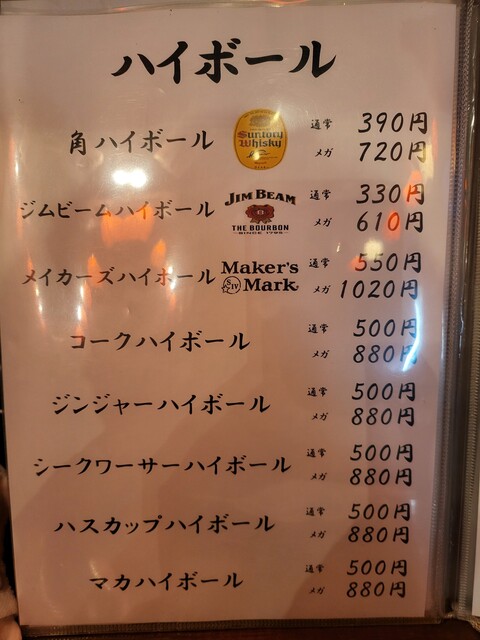 ハイボール
角ハイボール
Suntory
Whisky
通常 390円
メガ 720円
ジムビームハイボール
JIM BEAM
THE BOURBON
SINCE 1795
通常 330円
メガ 610円
メイカーズハイボール
Maker's
SIV Mark
通常 550円
メガ 1020円
コークハイボール
通常 500円
メガ 880円
ジンジャーハイボール
通常 500円
メガ 880円
シークワーサーハイボール
通常 500円
メガ 880円
ハスカップハイボール
通常 500円
メガ 880円
マカハイボール
通常 500円
メガ 880円